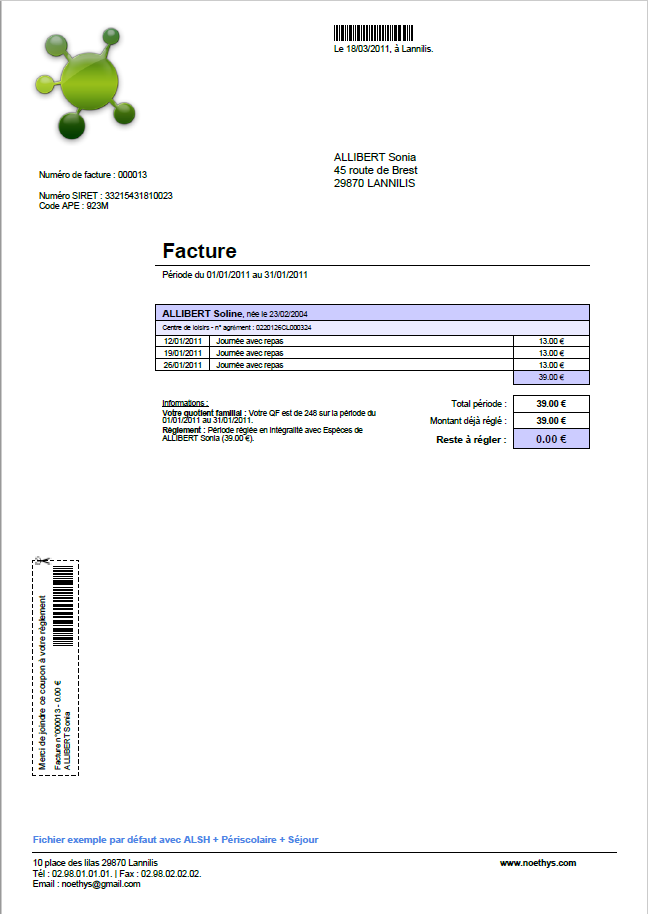 Le 18/03/2011, à Lannilis.
ALLIBERT Sonia
45 route de Brest
29870 LANNILIS
Numéro de facture : 000013
Numéro SIRET : 33215431810023
Code APE : 923M
Facture
Période du 01/01/2011 au 31/01/2011
ALLIBERT Soline, née le 23/02/2004
Centre de loisirs - n° agrément : 0220126CL000324
12/01/2011 Journée avec repas 13.00 €
19/01/2011 Journée avec repas 13.00 €
26/01/2011 Journée avec repas 13.00 €
39.00 €
Informations :
Votre quotient familial : Votre QF est de 248 sur la période du
01/01/2011 au 31/01/2011.
Règlement : Période réglée en intégralité avec Espèces de
ALLIBERT Sonia (39.00 €).
Total période : 39.00 €
Montant déjà réglé : 39.00 €
Reste à régler : 0.00 €
Merci de joindre ce coupon à votre règlement
Facture n°000013 - 0.00 €
ALLIBERT Sonia
Fichier exemple par défaut avec ALSH + Périscolaire + Séjour
10 place des lilas 29870 Lannilis
Tél : 02.98.01.01.01. | Fax : 02.98.02.02.02.
Email : noethys@gmail.com
www.noethys.com